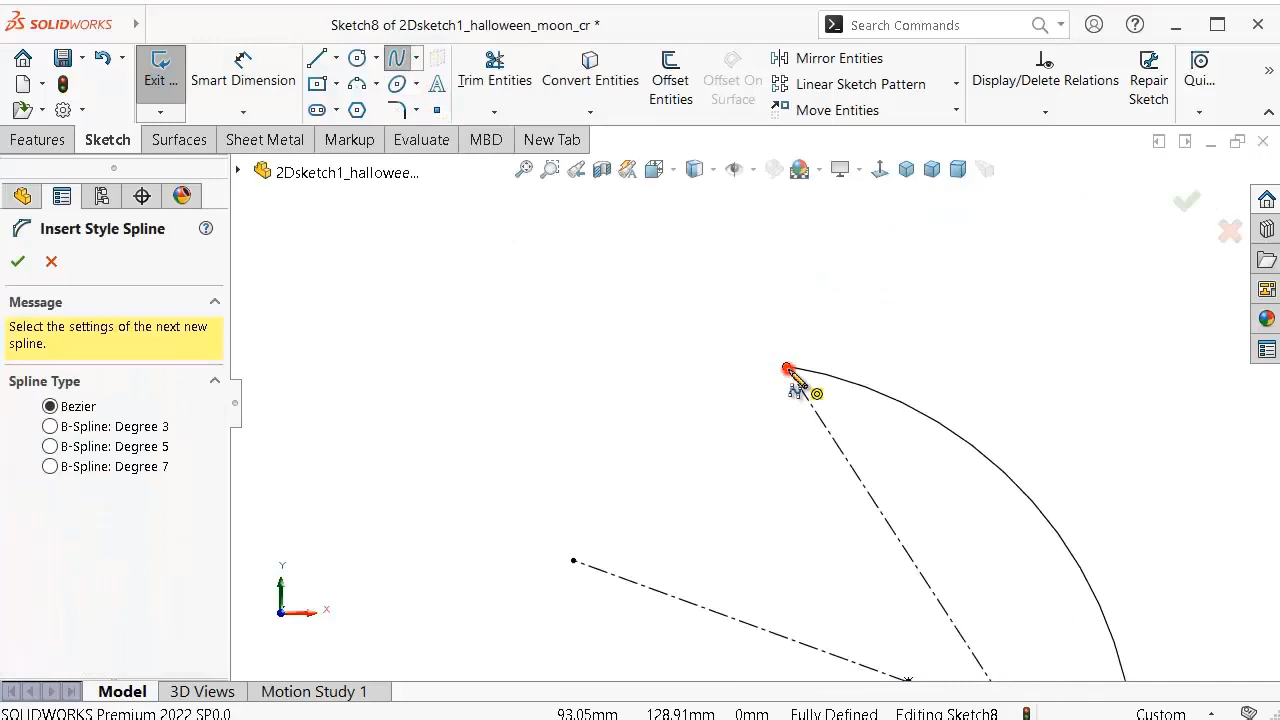 SOLIDWORKS
Sketch8 of 2Dsketch1_halloween_moon_cr *
Search Commands
Exit ...
Smart Dimension
Trim Entities
Convert Entities
Offset Entities
Offset On Surface
Mirror Entities
Linear Sketch Pattern
Move Entities
Display/Delete Relations
Repair Sketch
Qui...
Features
Sketch
Surfaces
Sheet Metal
Markup
Evaluate
MBD
New Tab
2Dsketch1_hallowee...
Insert Style Spline
Message
Select the settings of the next new
spline.
Spline Type
Bezier
B-Spline: Degree 3
B-Spline: Degree 5
B-Spline: Degree 7
Y
X
Model
3D Views
Motion Study 1
SOLIDWORKS Premium 2022 SP0.0
93.05mm
128.91mm
0mm
Fully Defined
Editing Sketch8
Custom